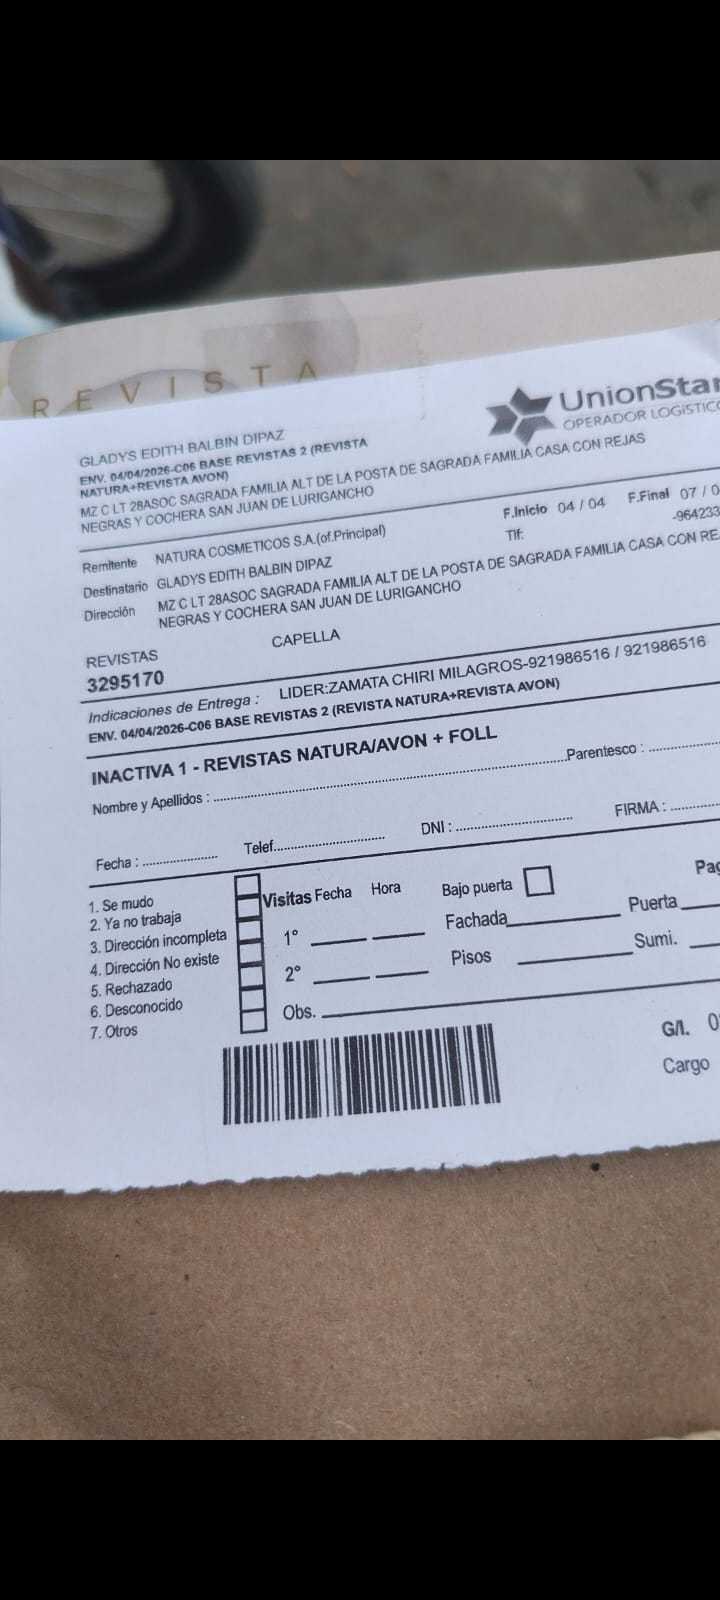 REVISTA
UnionStar
OPERADOR LOGISTICO
GLADYS EDITH BALBIN DIPAZ
ENV. 04/04/2026-C06 BASE REVISTAS 2 (REVISTA
NATURA+REVISTA AVON)
MZ C LT 28ASOC SAGRADA FAMILIA ALT DE LA POSTA DE SAGRADA FAMILIA CASA CON REJAS
NEGRAS Y COCHERA SAN JUAN DE LURIGANCHO
Remitente NATURA COSMETICOS S.A.(of.Principal)
F.Inicio 04 / 04 F.Final 07 / 0
Destinatario GLADYS EDITH BALBIN DIPAZ
Tlf: -964233
Dirección MZ C LT 28ASOC SAGRADA FAMILIA ALT DE LA POSTA DE SAGRADA FAMILIA CASA CON RE
NEGRAS Y COCHERA SAN JUAN DE LURIGANCHO
REVISTAS CAPELLA
3295170
Indicaciones de Entrega : LIDER:ZAMATA CHIRI MILAGROS-921986516 / 921986516
ENV. 04/04/2026-C06 BASE REVISTAS 2 (REVISTA NATURA+REVISTA AVON)
INACTIVA 1 - REVISTAS NATURA/AVON + FOLL
Nombre y Apellidos : Parentesco :
Fecha : Telef. DNI : FIRMA :
1. Se mudo
2. Ya no trabaja
3. Dirección incompleta
4. Dirección No existe
5. Rechazado
6. Desconocido
7. Otros
Visitas Fecha Hora Bajo puerta Pag
1° Fachada Puerta
2° Pisos Sumi.
Obs.
G/I. 0
Cargo